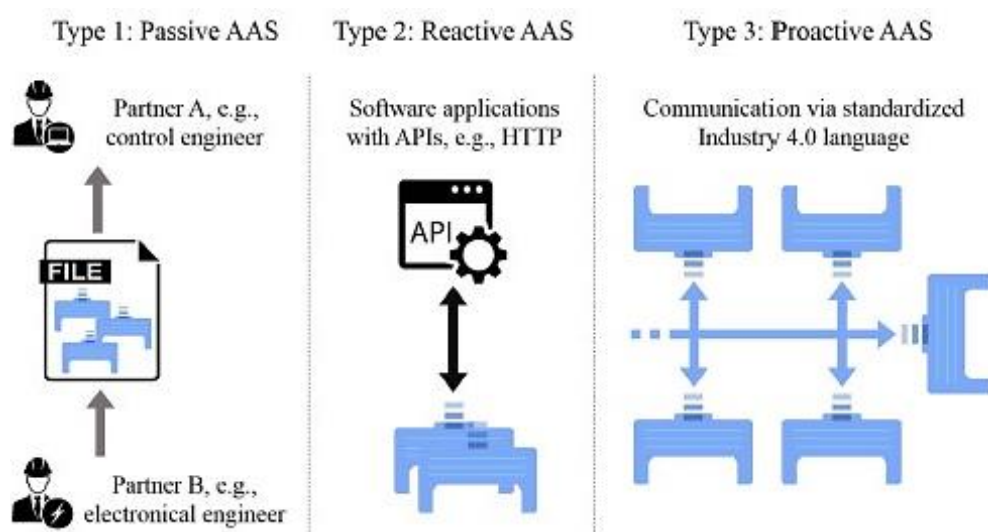 Type 1: Passive AAS
Partner A, e.g.,
control engineer
FILE
Partner B, e.g.,
electronical engineer
Type 2: Reactive AAS
Software applications
with APIs, e.g., HTTP
API
Type 3: Proactive AAS
Communication via standardized
Industry 4.0 language